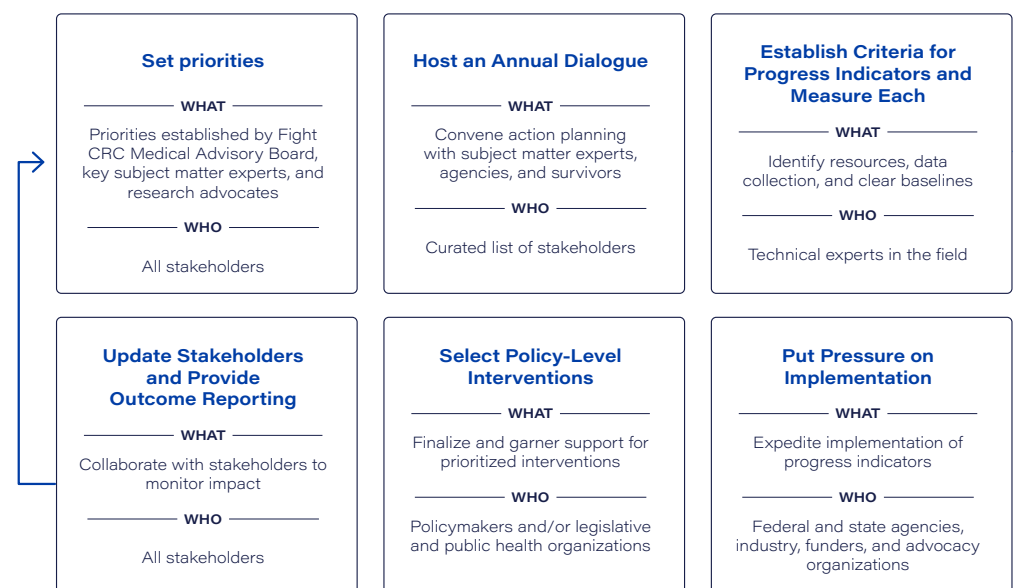 Set priorities
WHAT
Priorities established by Fight
CRC Medical Advisory Board,
key subject matter experts, and
research advocates
WHO
All stakeholders
Host an Annual Dialogue
WHAT
Convene action planning
with subject matter experts,
agencies, and survivors
WHO
Curated list of stakeholders
Establish Criteria for
Progress Indicators and
Measure Each
WHAT
Identify resources, data
collection, and clear baselines
WHO
Technical experts in the field
Update Stakeholders
and Provide
Outcome Reporting
WHAT
Collaborate with stakeholders to
monitor impact
WHO
All stakeholders
Select Policy-Level
Interventions
WHAT
Finalize and garner support for
prioritized interventions
WHO
Policymakers and/or legislative
and public health organizations
Put Pressure on
Implementation
WHAT
Expedite implementation of
progress indicators
WHO
Federal and state agencies,
industry, funders, and advocacy
organizations